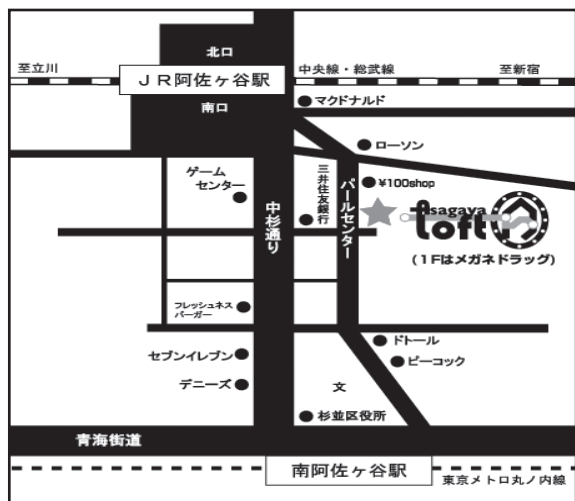 北口
至立川
JR阿佐ヶ谷駅
中央線・総武線
至新宿
南口
マクドナルド
ローソン
ゲーム
センター
三井住友銀行
パールセンター
¥100shop
asagaya
Loft
(1Fはメガネドラッグ)
中杉通り
フレッシュネス
バーガー
セブンイレブン
デニーズ
ドトール
ピーコック
文
杉並区役所
青海街道
南阿佐ヶ谷駅
東京メトロ丸ノ内線